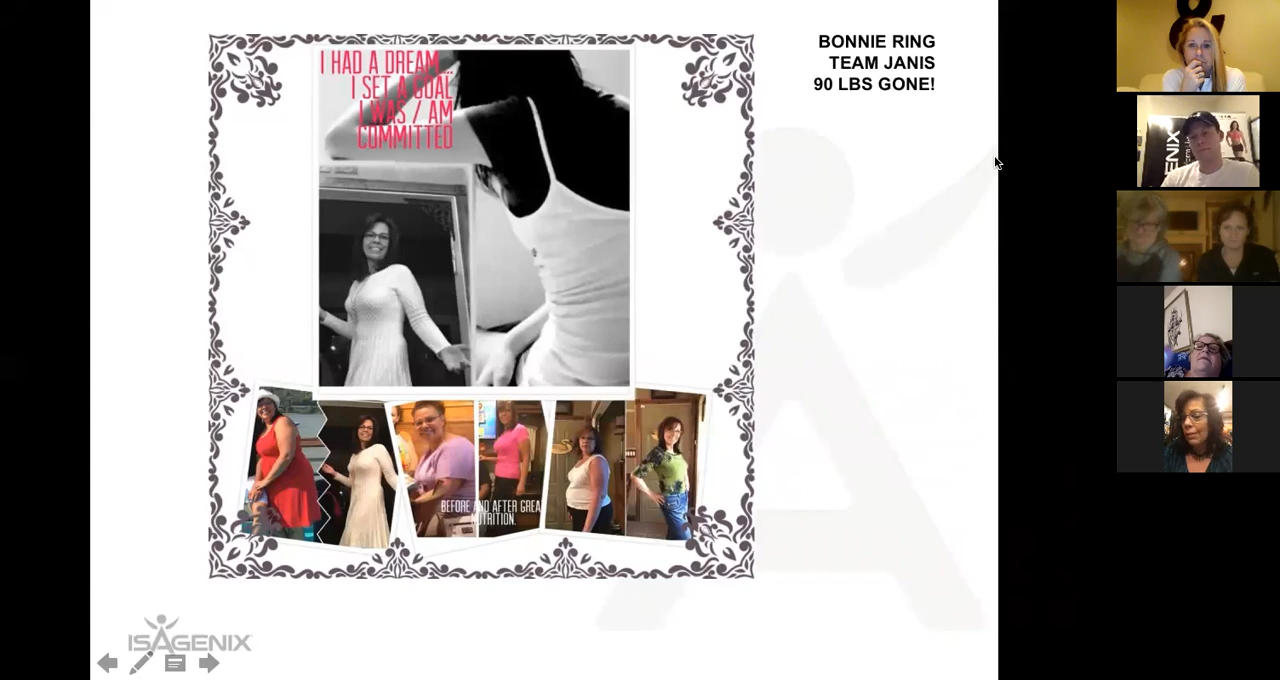 I HAD A DREAM...
I SET A GOAL
I WAS / AM
COMMITTED
BONNIE RING
TEAM JANIS
90 LBS GONE!
BEFORE AND AFTER GREAT
NUTRITION.
ISAGENIX
ENIX